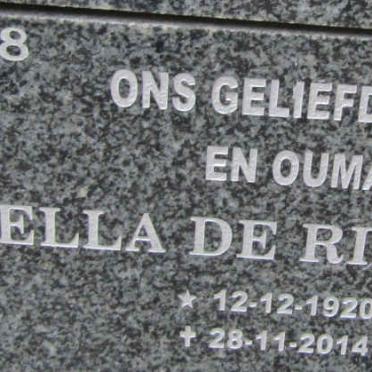 8
ONS GELIEFD
EN OUMA
ELLA DE RI
★ 12-12-1920
✝ 28-11-2014